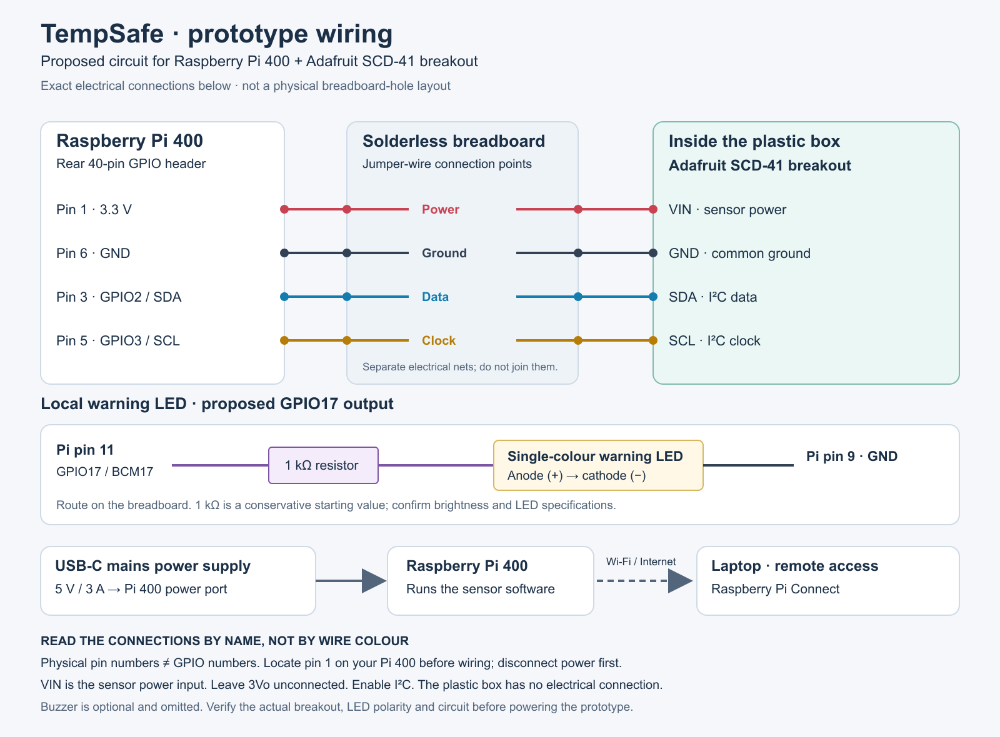 TempSafe · prototype wiring
Proposed circuit for Raspberry Pi 400 + Adafruit SCD-41 breakout
Exact electrical connections below · not a physical breadboard-hole layout
Raspberry Pi 400
Rear 40-pin GPIO header
Pin 1 · 3.3 V
Pin 6 · GND
Pin 3 · GPIO2 / SDA
Pin 5 · GPIO3 / SCL
Solderless breadboard
Jumper-wire connection points
Power
Ground
Data
Clock
Separate electrical nets; do not join them.
Inside the plastic box
Adafruit SCD-41 breakout
VIN · sensor power
GND · common ground
SDA · I²C data
SCL · I²C clock
Local warning LED · proposed GPIO17 output
Pi pin 11
GPIO17 / BCM17
1 kΩ resistor
Single-colour warning LED
Anode (+) → cathode (−)
Pi pin 9 · GND
Route on the breadboard. 1 kΩ is a conservative starting value; confirm brightness and LED specifications.
USB-C mains power supply
5 V / 3 A → Pi 400 power port
Raspberry Pi 400
Runs the sensor software
Wi-Fi / Internet
Laptop · remote access
Raspberry Pi Connect
READ THE CONNECTIONS BY NAME, NOT BY WIRE COLOUR
Physical pin numbers ≠ GPIO numbers. Locate pin 1 on your Pi 400 before wiring; disconnect power first.
VIN is the sensor power input. Leave 3Vo unconnected. Enable I²C. The plastic box has no electrical connection.
Buzzer is optional and omitted. Verify the actual breakout, LED polarity and circuit before powering the prototype.